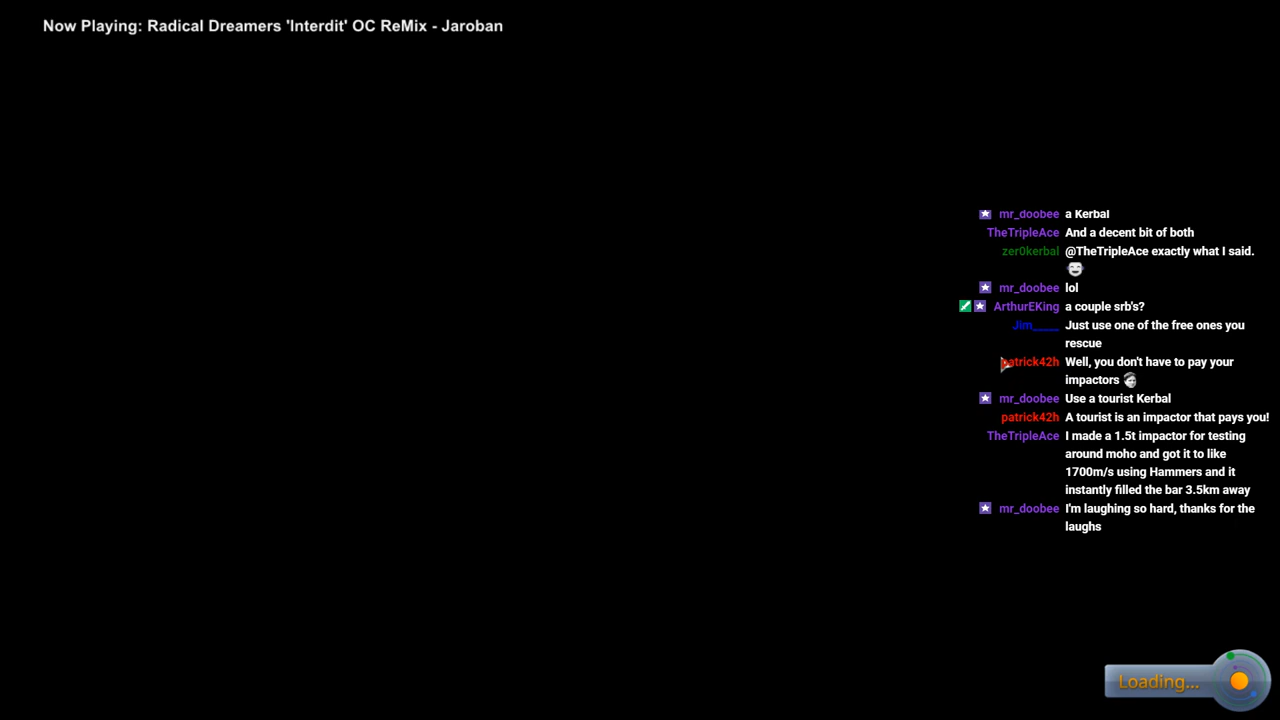 Now Playing: Radical Dreamers 'Interdit' OC ReMix - Jaroban
mr_doobee a Kerbal
TheTripleAce And a decent bit of both
zer0kerbal @TheTripleAce exactly what I said.
mr_doobee lol
ArthurEKing a couple srb's?
Jim____ Just use one of the free ones you
rescue
patrick42h Well, you don't have to pay your
impactors
mr_doobee Use a tourist Kerbal
patrick42h A tourist is an impactor that pays you!
TheTripleAce I made a 1.5t impactor for testing
around moho and got it to like
1700m/s using Hammers and it
instantly filled the bar 3.5km away
mr_doobee I'm laughing so hard, thanks for the
laughs
Loading...